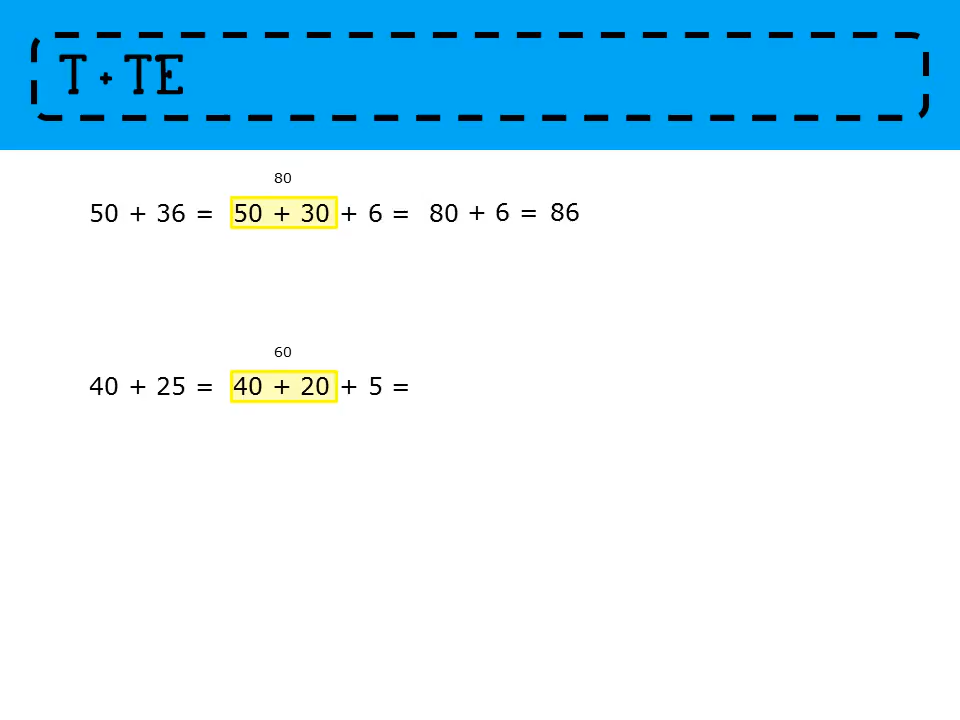 T + TE
80
50 + 36 = 50 + 30 + 6 = 80 + 6 = 86
60
40 + 25 = 40 + 20 + 5 =